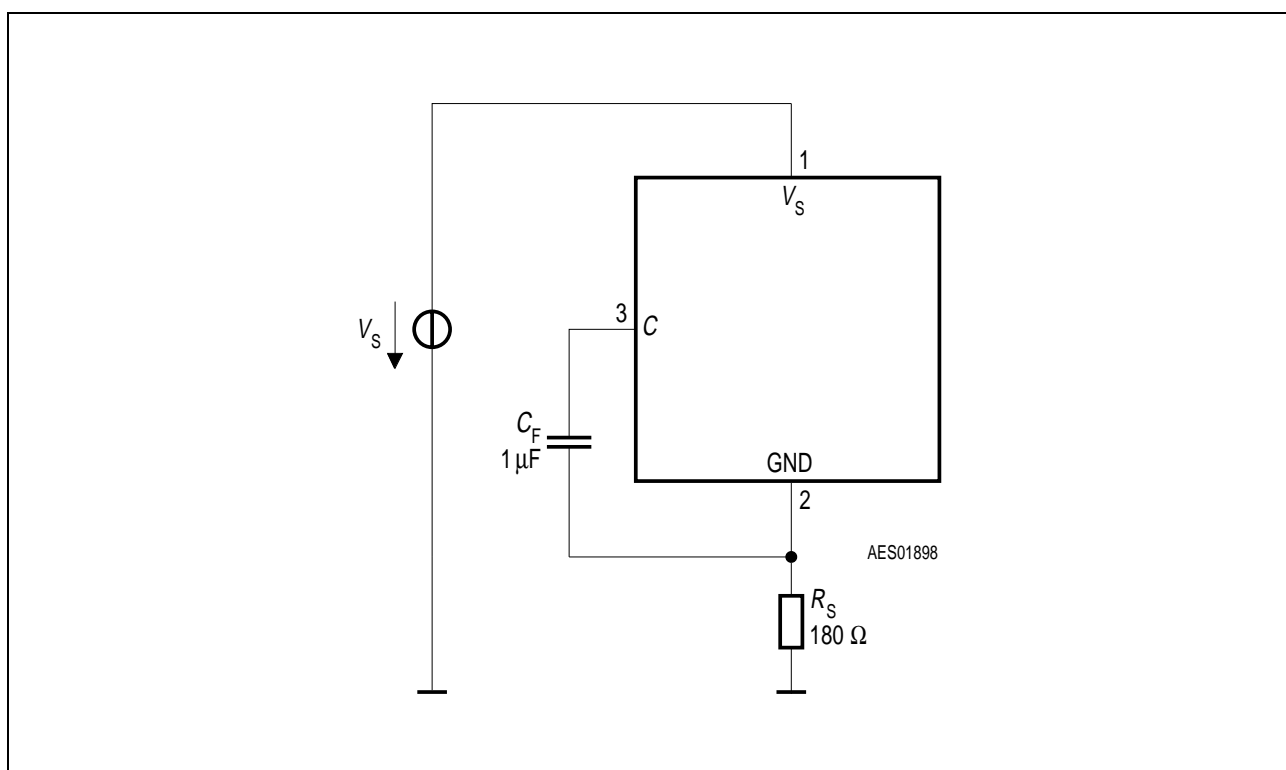 1
V_S
V_S
3
C
C_F
1 μF
GND
2
AES01898
R_S
180 Ω